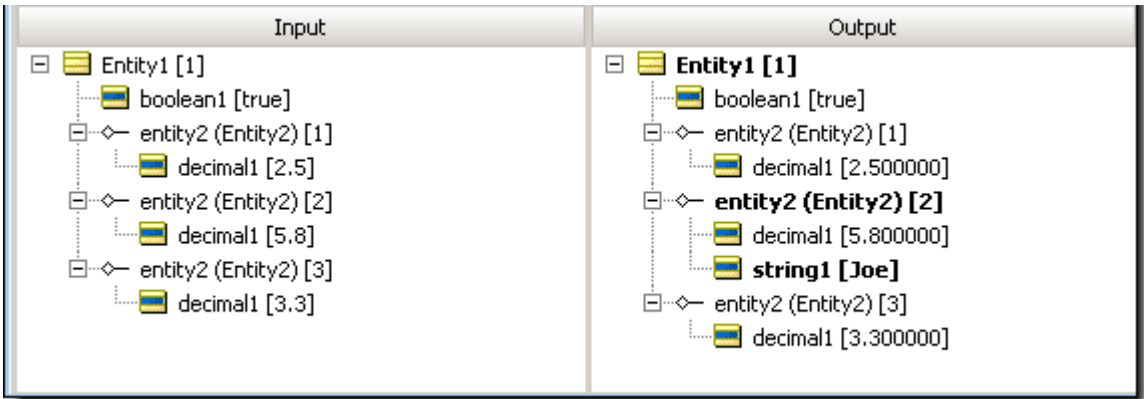 Input
Entity1 [1]
boolean1 [true]
entity2 (Entity2) [1]
decimal1 [2.5]
entity2 (Entity2) [2]
decimal1 [5.8]
entity2 (Entity2) [3]
decimal1 [3.3]
Output
Entity1 [1]
boolean1 [true]
entity2 (Entity2) [1]
decimal1 [2.500000]
entity2 (Entity2) [2]
decimal1 [5.800000]
string1 [Joe]
entity2 (Entity2) [3]
decimal1 [3.300000]